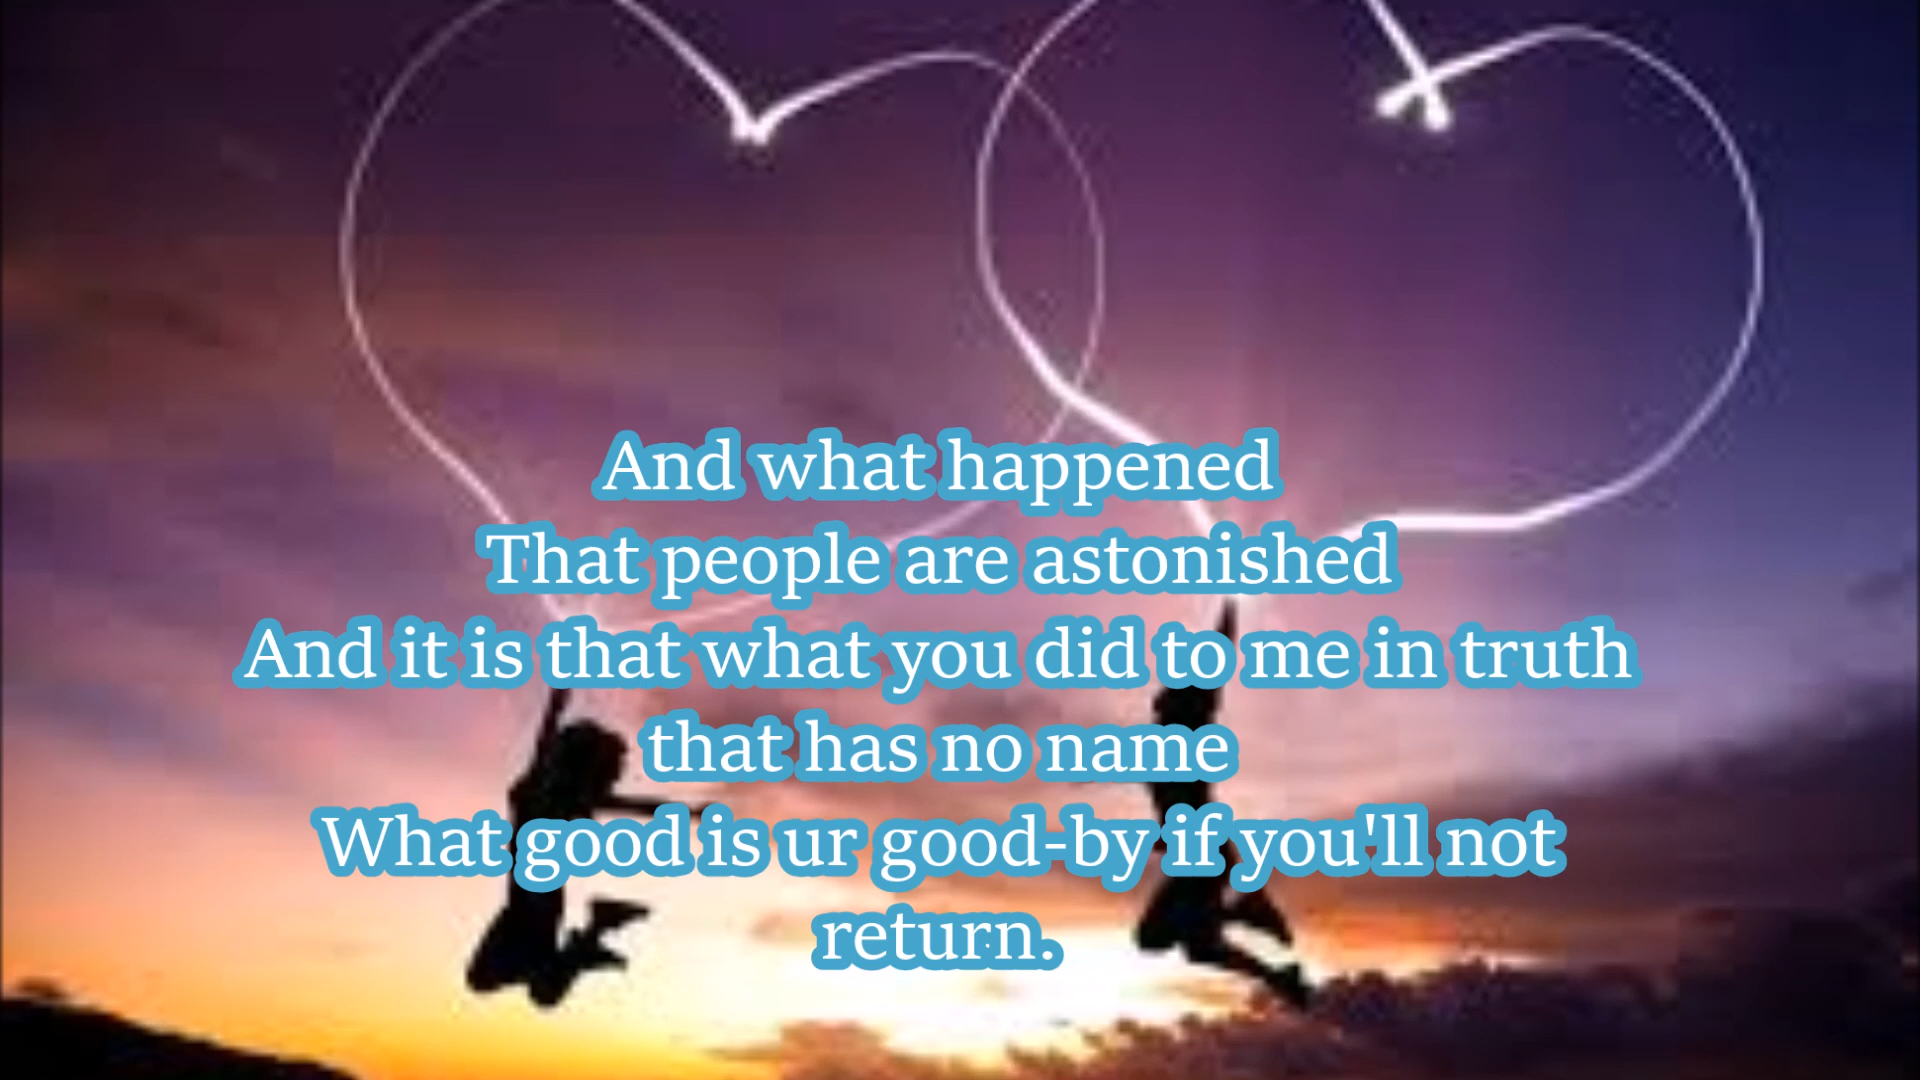 And what happened
That people are astonished
And it is that what you did to me in truth
that has no name
What good is ur good-by if you'll not
return.